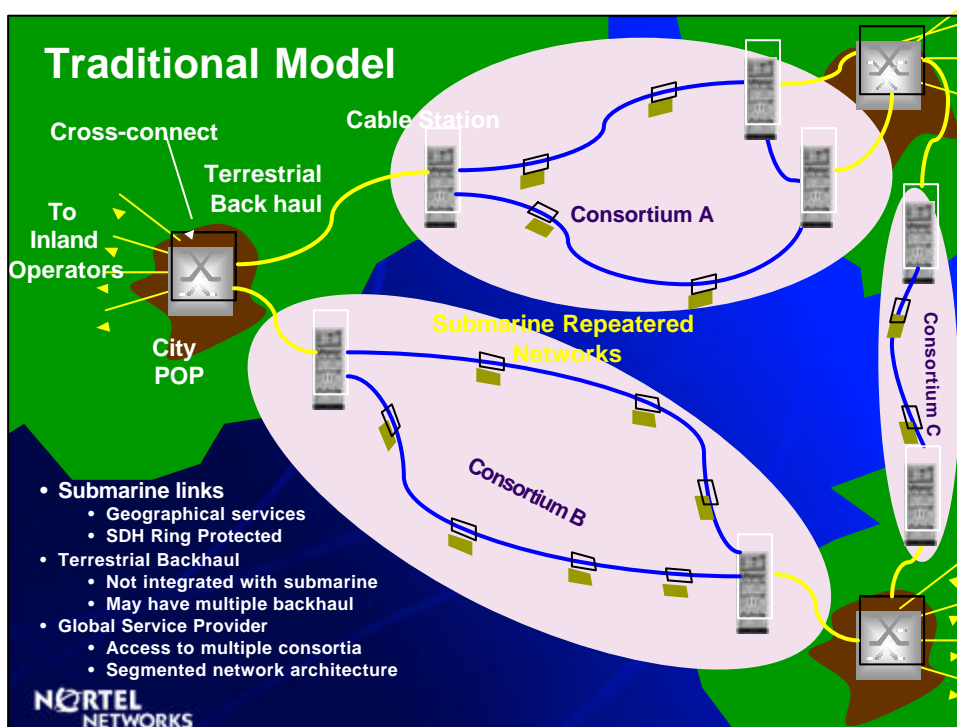 Traditional Model
Cross-connect
Cable Station
Terrestrial
Back haul
To
Inland
Operators
Consortium A
City
POP
Submarine Repeatered
Networks
Consortium C
Consortium B
• Submarine links
• Geographical services
• SDH Ring Protected
• Terrestrial Backhaul
• Not integrated with submarine
• May have multiple backhaul
• Global Service Provider
• Access to multiple consortia
• Segmented network architecture
NORTEL
NETWORKS